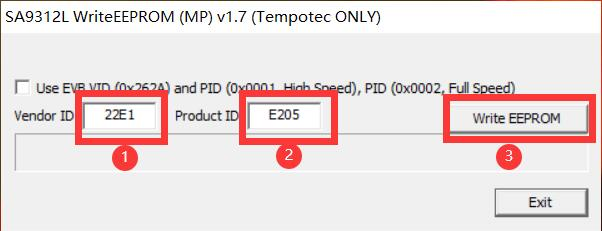 SA9312L WriteEEPROM (MP) v1.7 (Tempotec ONLY)
Use EVB VID (0x262A) and PID (0x0001, High Speed), PID (0x0002, Full Speed)
Vendor ID 22E1 Product ID E205 Write EEPROM
1 2 3
Exit